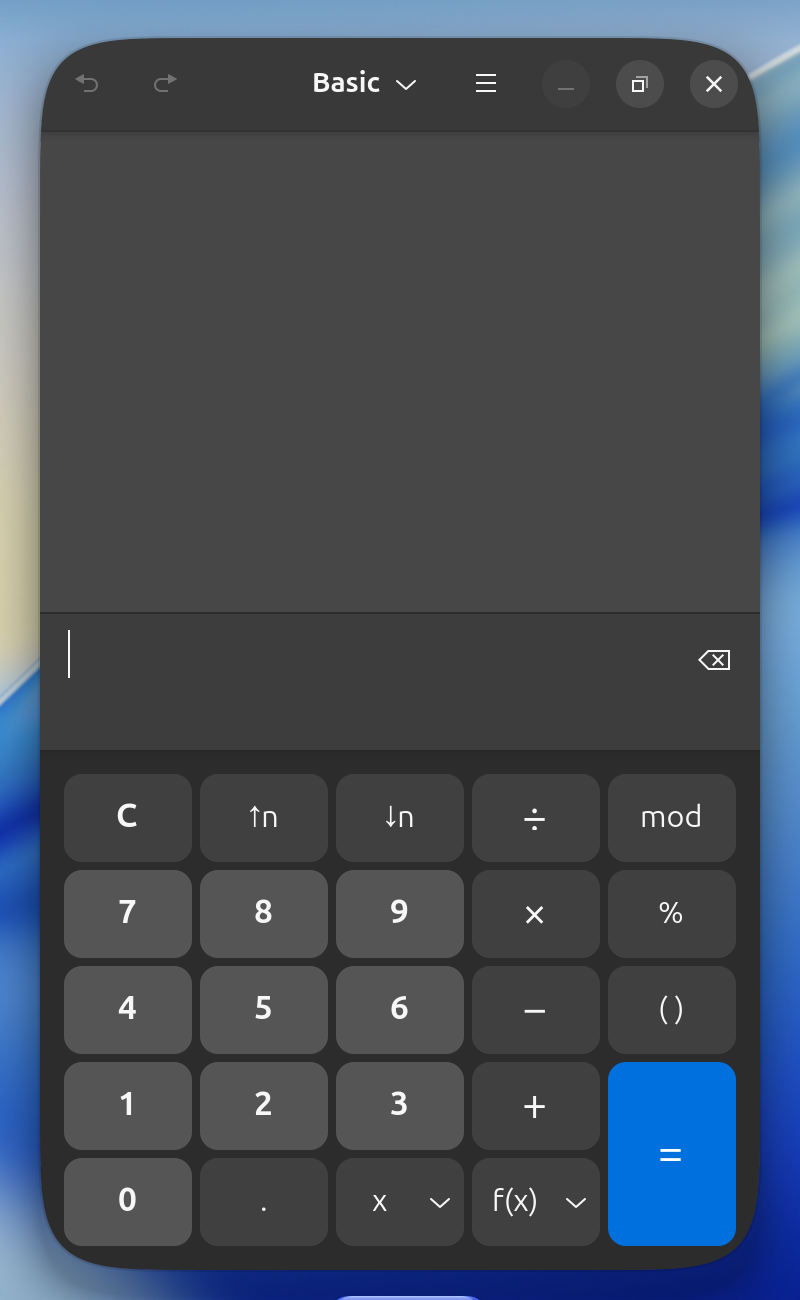 Basic
C ↑n ↓n ÷ mod
7 8 9 × %
4 5 6 − ()
1 2 3 +
=
0 . x f(x)